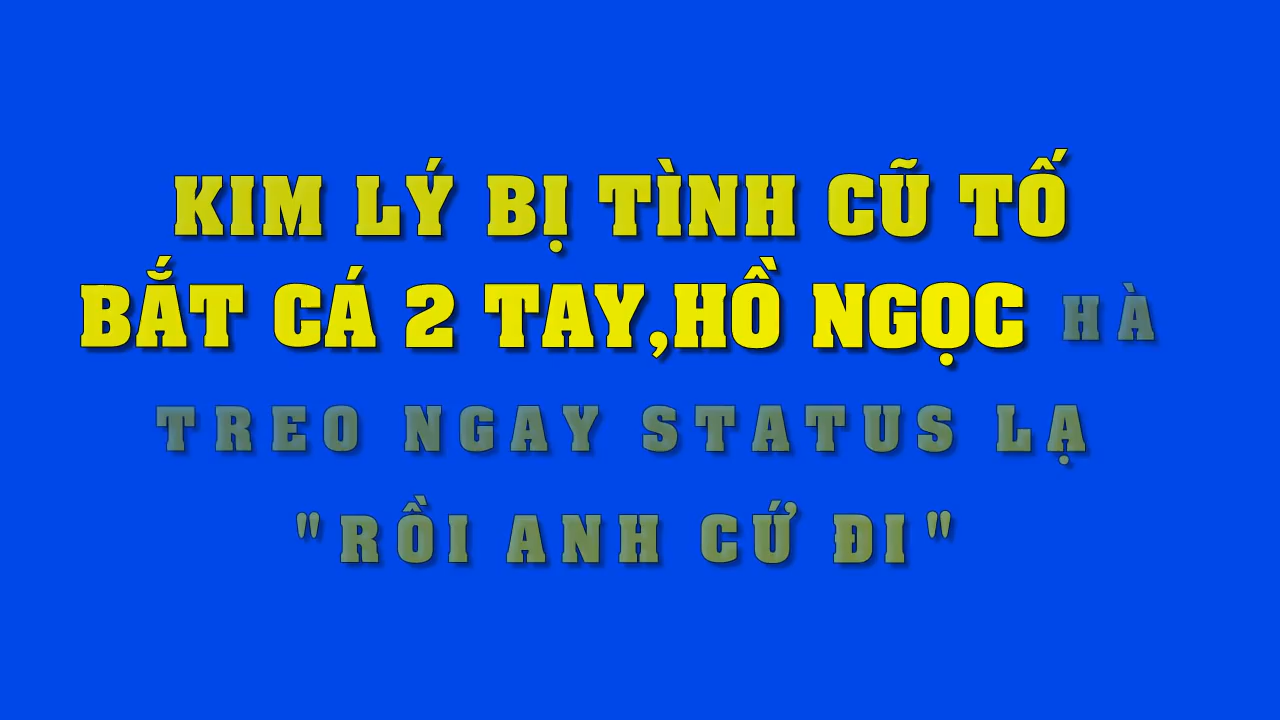 KIM LÝ BỊ TÌNH CŨ TỐ
BẮT CÁ 2 TAY,HỒ NGỌC HÀ
TREO NGAY STATUS LẠ
"RỒI ANH CỨ ĐI"